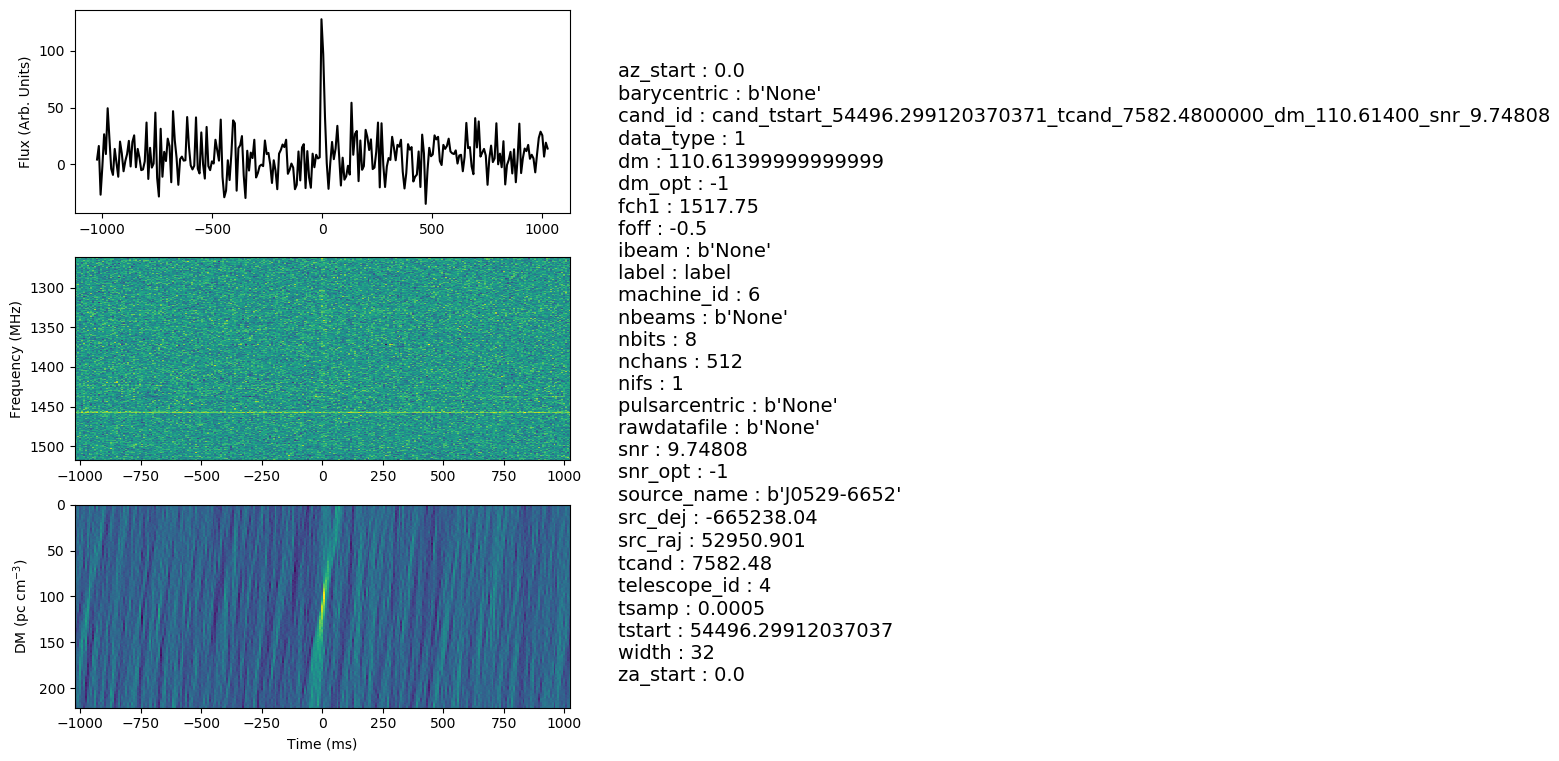 100
50
0
Flux (Arb. Units)
−1000
−500
0
500
1000
1300
1350
1400
1450
1500
Frequency (MHz)
−1000
−750
−500
−250
0
250
500
750
1000
0
50
100
150
200
DM (pc cm⁻³)
−1000
−750
−500
−250
0
250
500
750
1000
Time (ms)
az_start : 0.0
barycentric : b'None'
cand_id : cand_tstart_54496.299120370371_tcand_7582.4800000_dm_110.61400_snr_9.74808
data_type : 1
dm : 110.61399999999999
dm_opt : -1
fch1 : 1517.75
foff : -0.5
ibeam : b'None'
label : label
machine_id : 6
nbeams : b'None'
nbits : 8
nchans : 512
nifs : 1
pulsarcentric : b'None'
rawdatafile : b'None'
snr : 9.74808
snr_opt : -1
source_name : b'J0529-6652'
src_dej : -665238.04
src_raj : 52950.901
tcand : 7582.48
telescope_id : 4
tsamp : 0.0005
tstart : 54496.29912037037
width : 32
za_start : 0.0